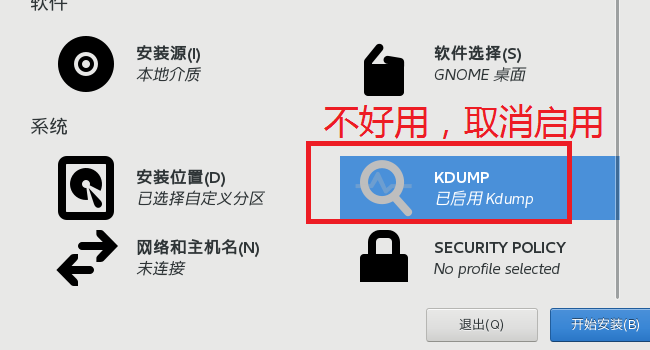 软件
安装源(I)
本地介质
软件选择(S)
GNOME 桌面
不好用，取消启用
系统
安装位置(D)
已选择自定义分区
KDUMP
已启用 Kdump
网络和主机名(N)
未连接
SECURITY POLICY
No profile selected
退出(Q)
开始安装(B)